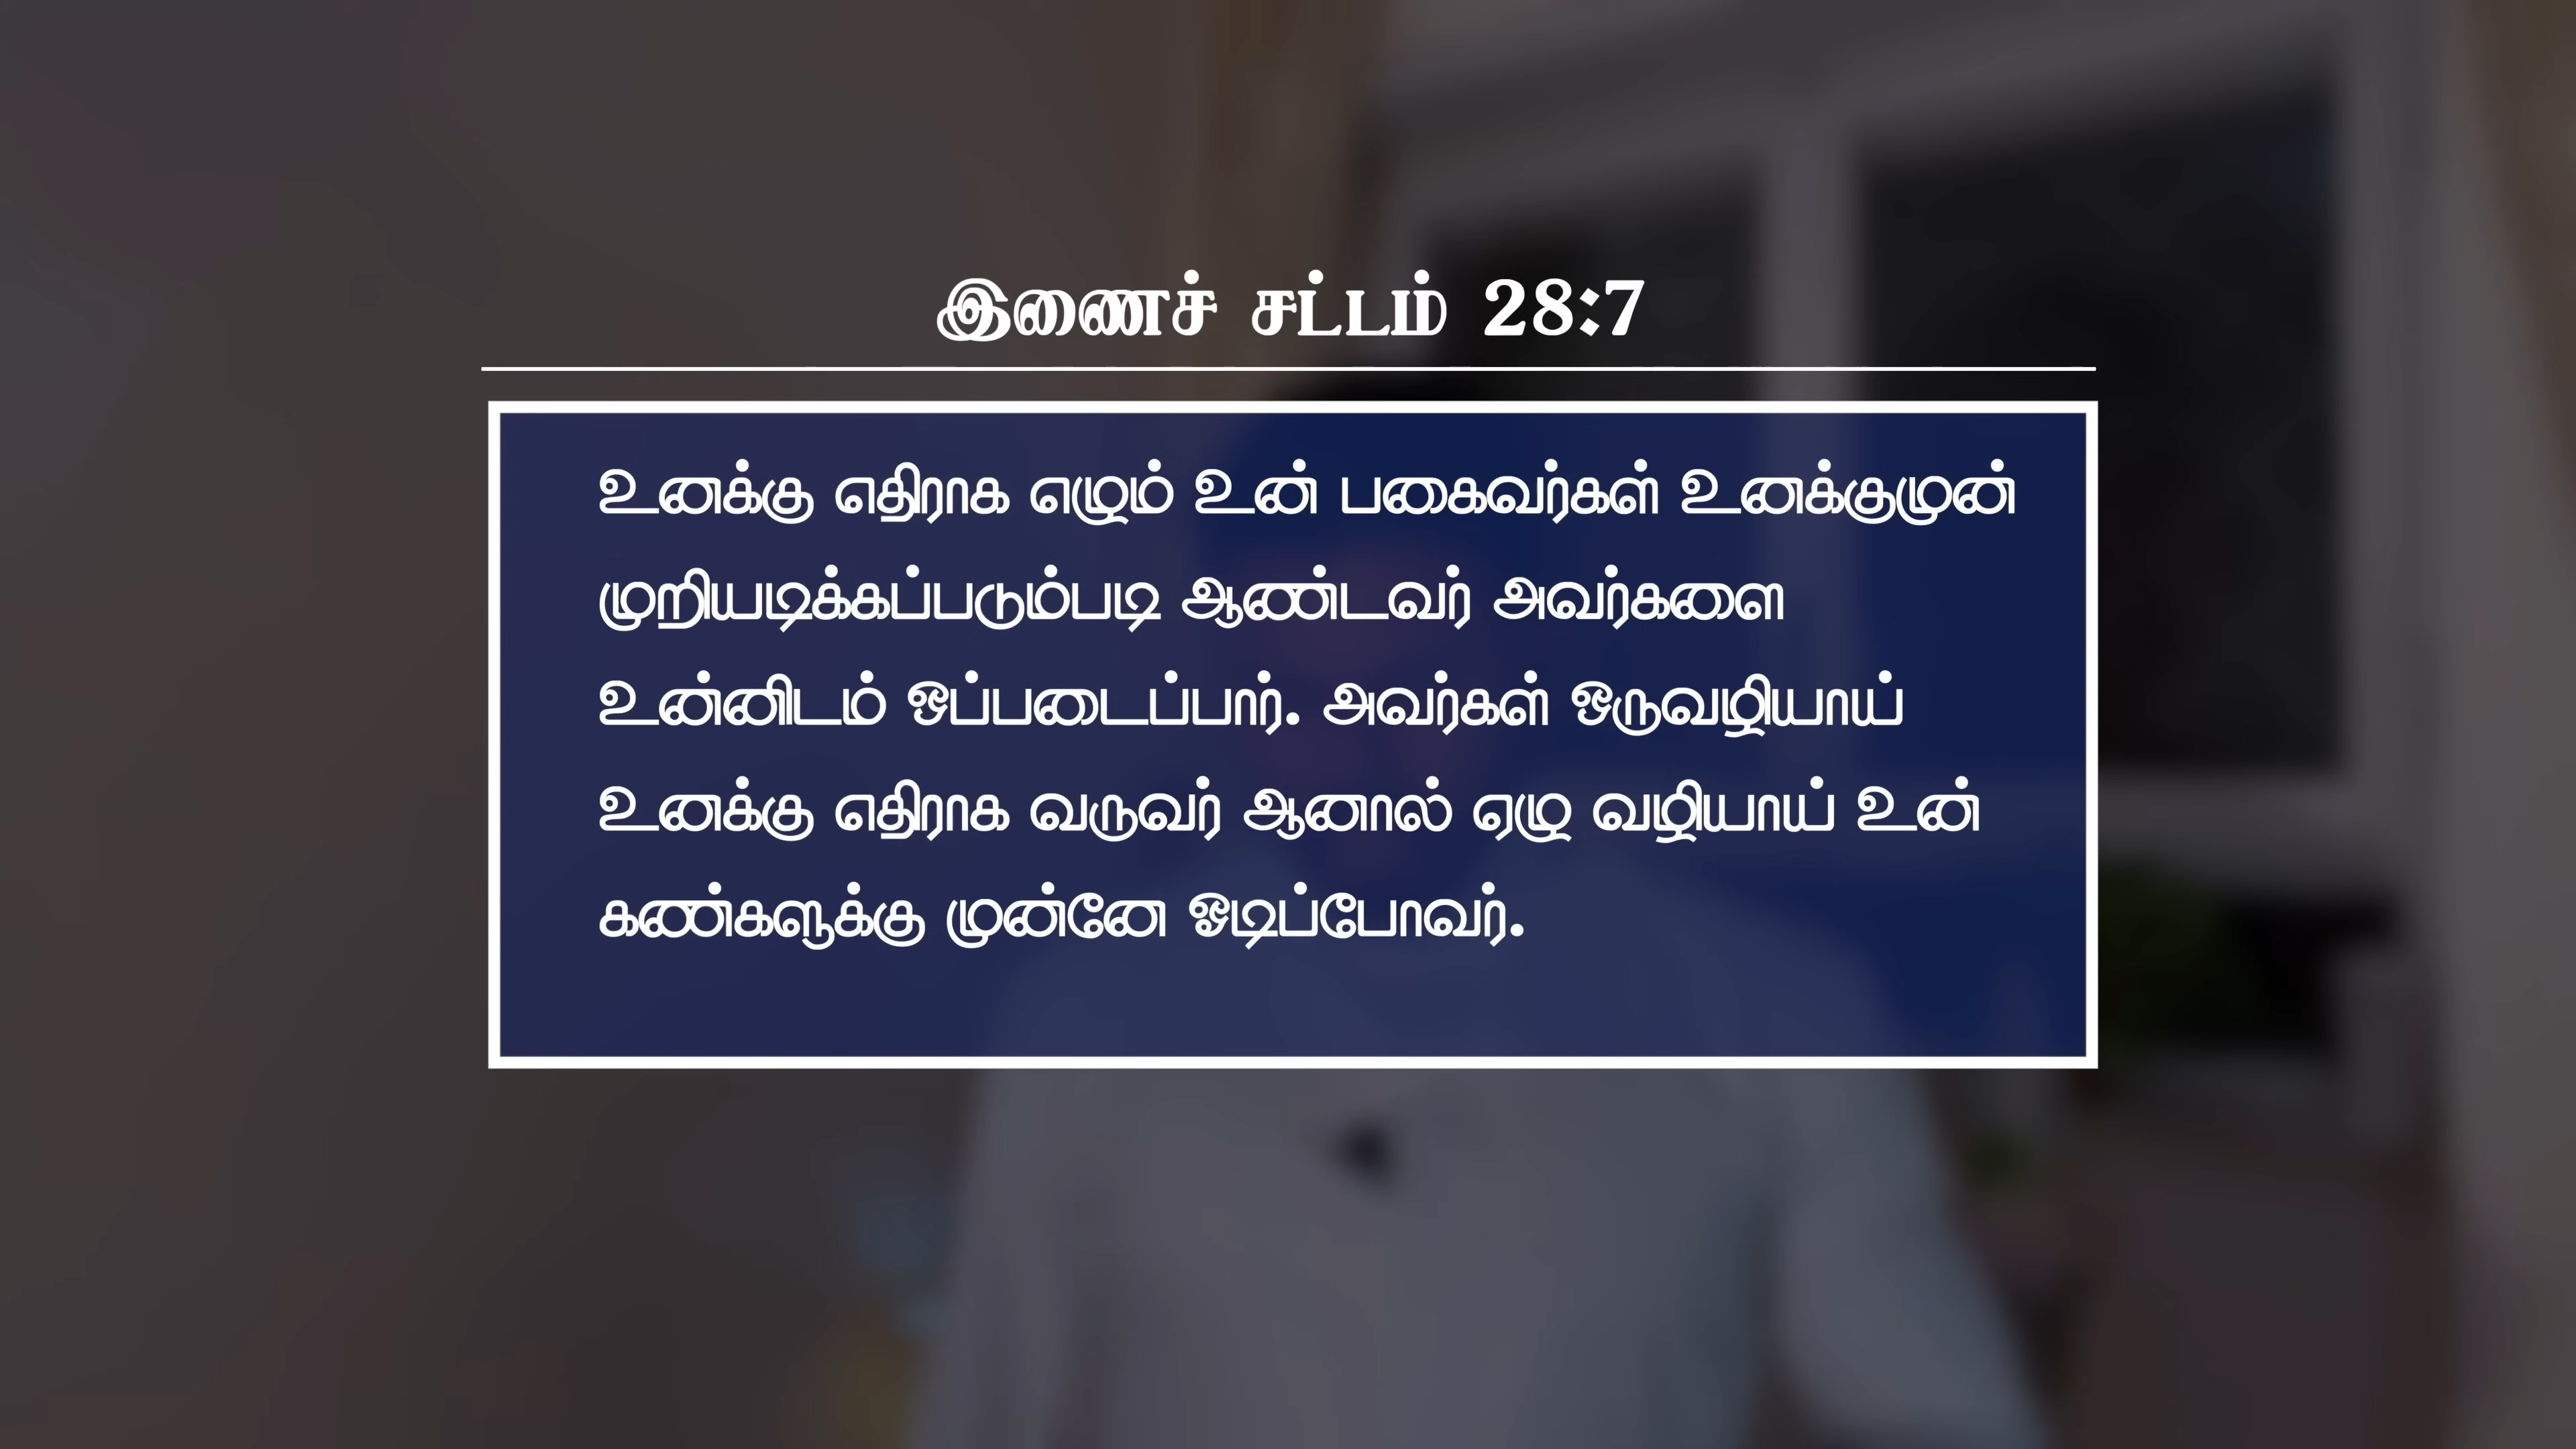 இணைச் சட்டம் 28:7
உனக்கு எதிராக எழும் உன் பகைவர்கள் உனக்குமுன்
முறியடிக்கப்படும்படி ஆண்டவர் அவர்களை
உன்னிடம் ஒப்படைப்பார். அவர்கள் ஒருவழியாய்
உனக்கு எதிராக வருவர் ஆனால் ஏழு வழியாய் உன்
கண்களுக்கு முன்னே ஓடிப்போவர்.